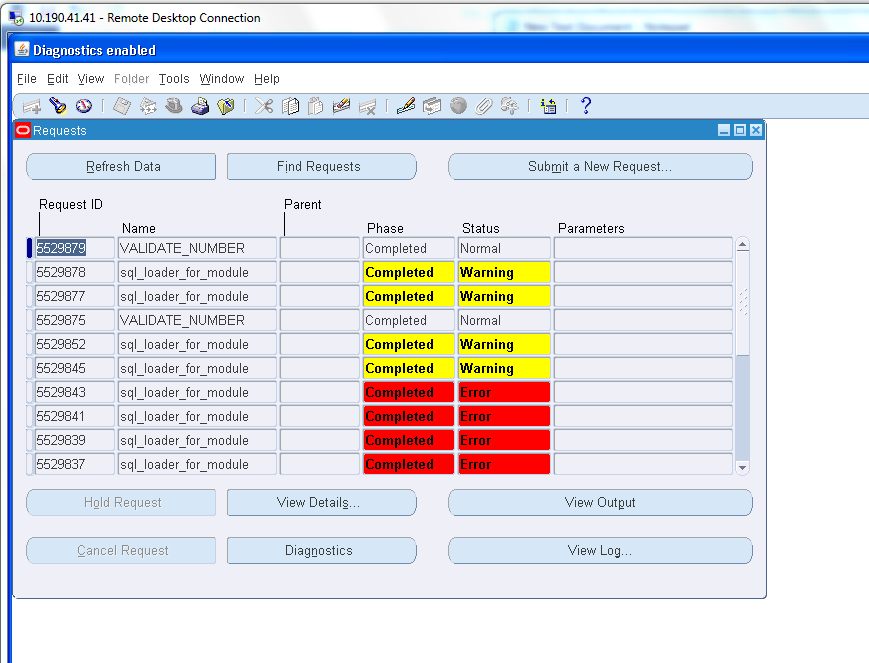 10.190.41.41 - Remote Desktop Connection
New Text Document - Notepad
Diagnostics enabled
File Edit View Folder Tools Window Help
Requests
Refresh Data Find Requests Submit a New Request...
Request ID Parent
Name Phase Status Parameters
5529879 VALIDATE_NUMBER Completed Normal
5529878 sql_loader_for_module Completed Warning
5529877 sql_loader_for_module Completed Warning
5529875 VALIDATE_NUMBER Completed Normal
5529852 sql_loader_for_module Completed Warning
5529845 sql_loader_for_module Completed Warning
5529843 sql_loader_for_module Completed Error
5529841 sql_loader_for_module Completed Error
5529839 sql_loader_for_module Completed Error
5529837 sql_loader_for_module Completed Error
Hold Request View Details... View Output
Cancel Request Diagnostics View Log...